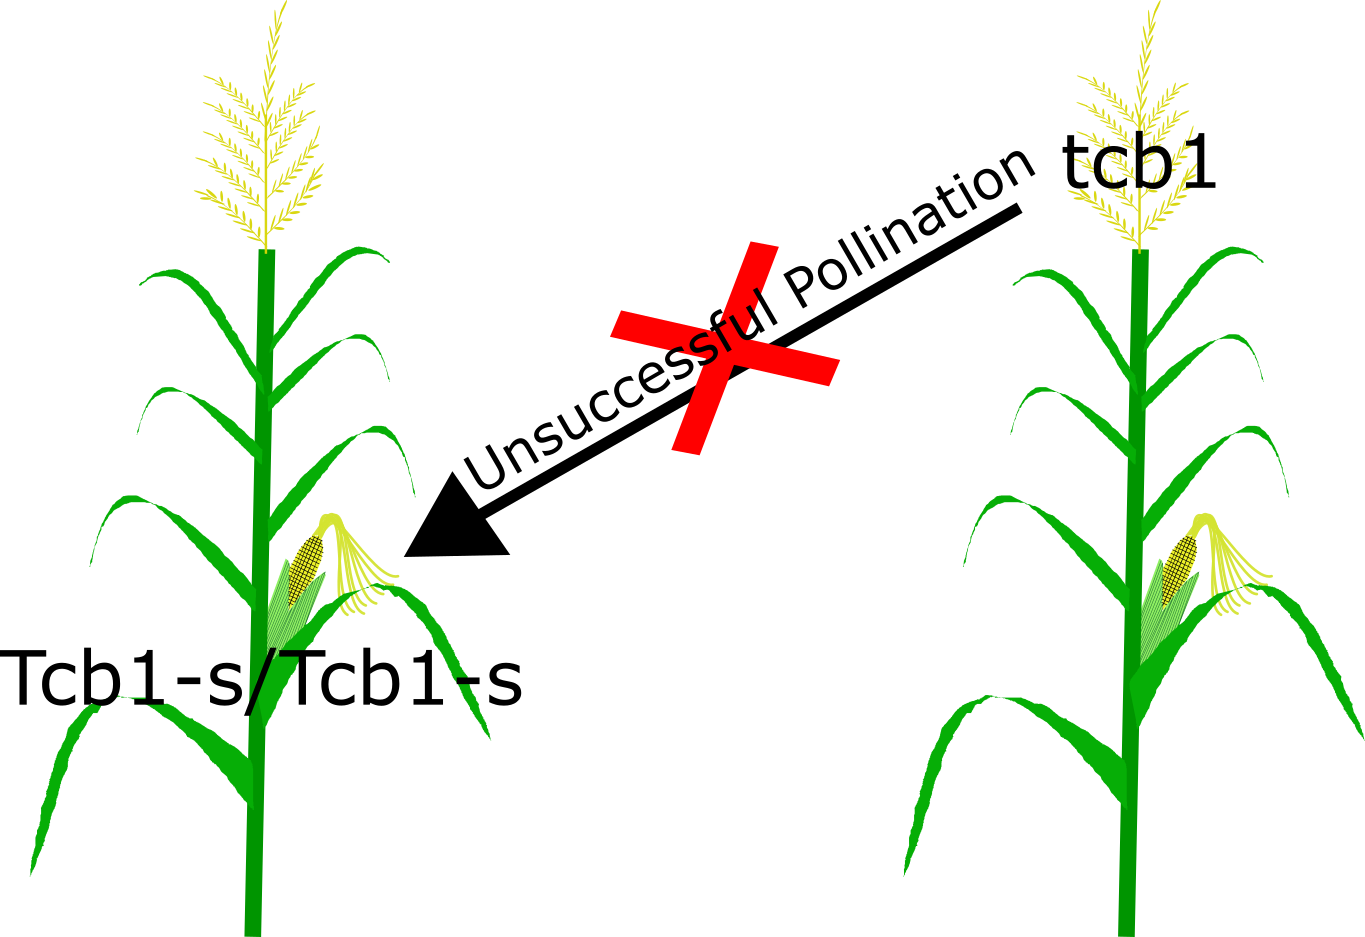 tcb1
Unsuccessful Pollination
Tcb1-s/Tcb1-s